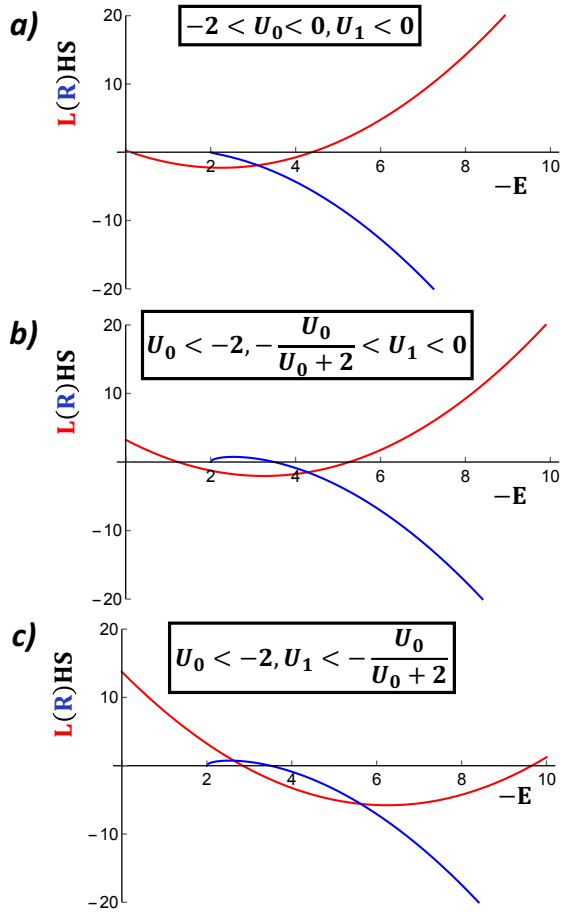 a)
−2 < U₀< 0, U₁ < 0
L(R)HS
20
10
−10
−20
2
4
6
8
10
−E
b)
U₀ < −2, − U₀/(U₀ + 2) < U₁ < 0
L(R)HS
20
10
−10
−20
2
4
6
8
10
−E
c)
U₀ < −2, U₁ < − U₀/(U₀ + 2)
L(R)HS
20
10
−10
−20
2
4
6
8
10
−E